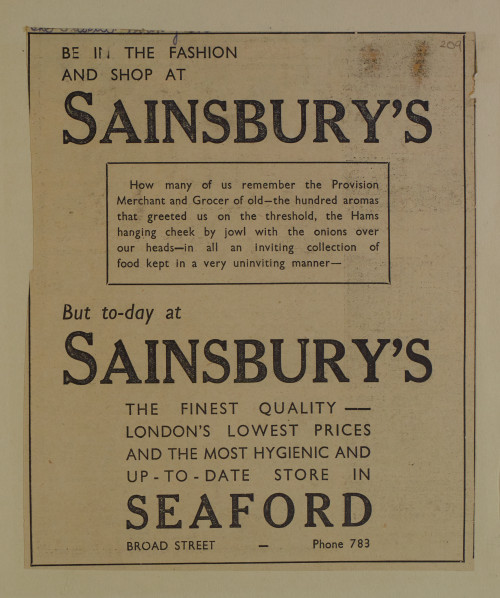 209
BE IN THE FASHION
AND SHOP AT
SAINSBURY'S
How many of us remember the Provision
Merchant and Grocer of old—the hundred aromas
that greeted us on the threshold, the Hams
hanging cheek by jowl with the onions over
our heads—in all an inviting collection of
food kept in a very uninviting manner—
But to-day at
SAINSBURY'S
THE FINEST QUALITY —
LONDON'S LOWEST PRICES
AND THE MOST HYGIENIC AND
UP-TO-DATE STORE IN
SEAFORD
BROAD STREET — Phone 783